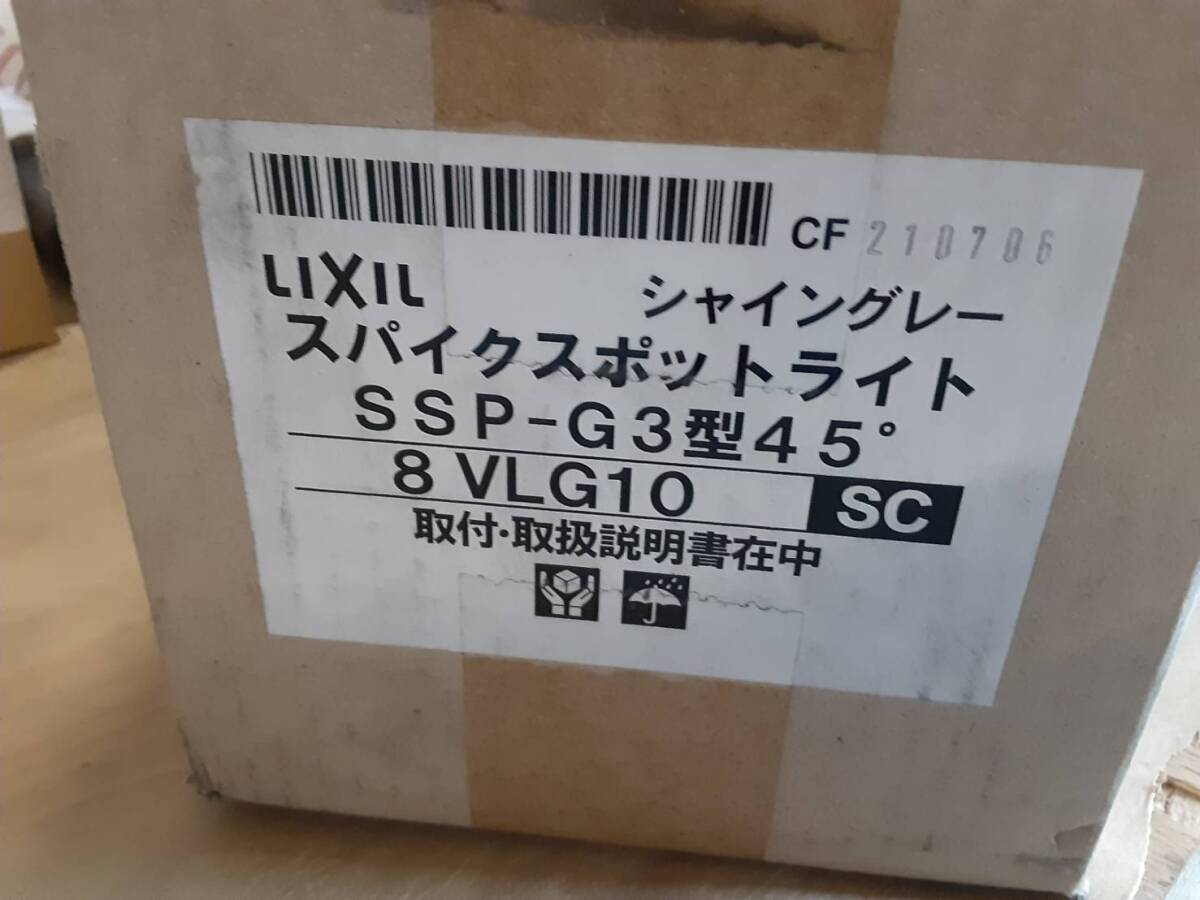 CF 210706
LIXIL シャイングレー
スパイクスポットライト
SSP-G3型45°
8 VLG10 SC
取付・取扱説明書在中